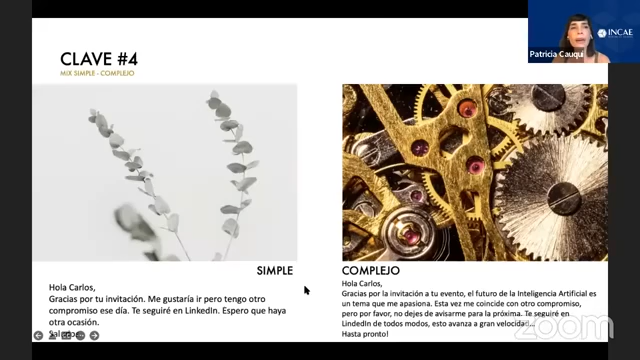 CLAVE #4
MIX SIMPLE - COMPLEJO
INCAE
Patricia Cauqui
SIMPLE
Hola Carlos,
Gracias por tu invitación. Me gustaría ir pero tengo otro
compromiso ese día. Te seguiré en LinkedIn. Espero que haya
otra ocasión.
Saludos,
COMPLEJO
Hola Carlos,
Gracias por la invitación a tu evento, el futuro de la Inteligencia Artificial es
un tema que me apasiona. Esta vez me coincide con otro compromiso,
pero por favor, no dejes de avisarme para la próxima. Te seguiré en
LindedIn de todos modos, esto avanza a gran velocidad...
Hasta pronto!
zoom